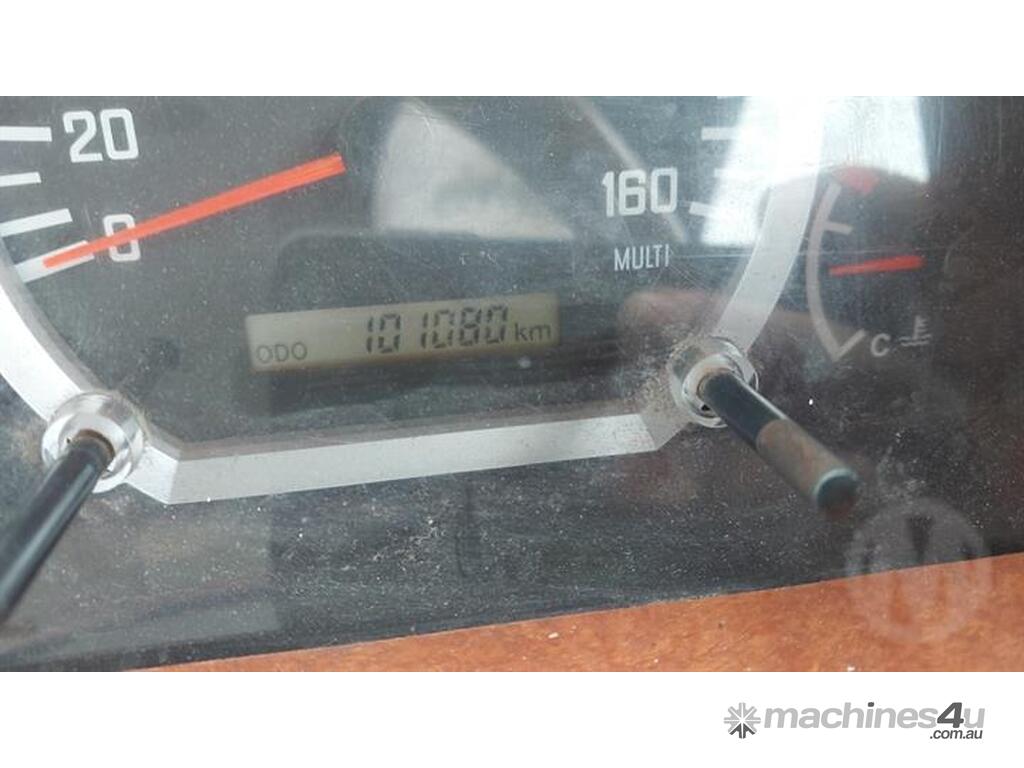 20
0
160
MULTI
ODO 101080 km
C
machines4u
.com.au